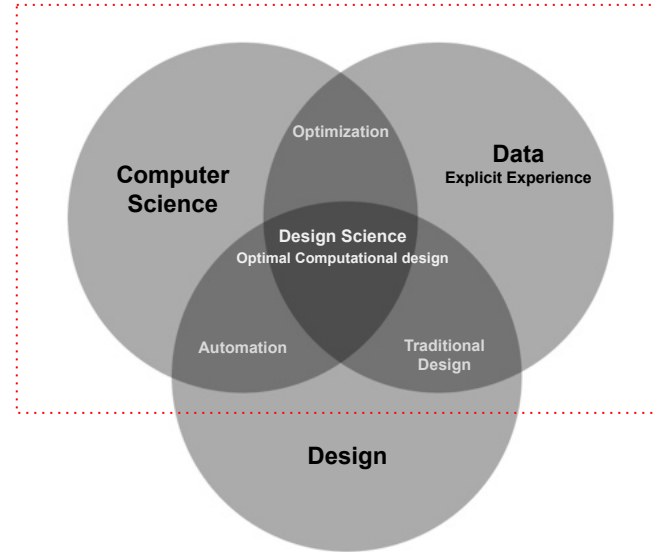 Optimization
Data
Explicit Experience
Computer
Science
Design Science
Optimal Computational design
Automation
Traditional
Design
Design